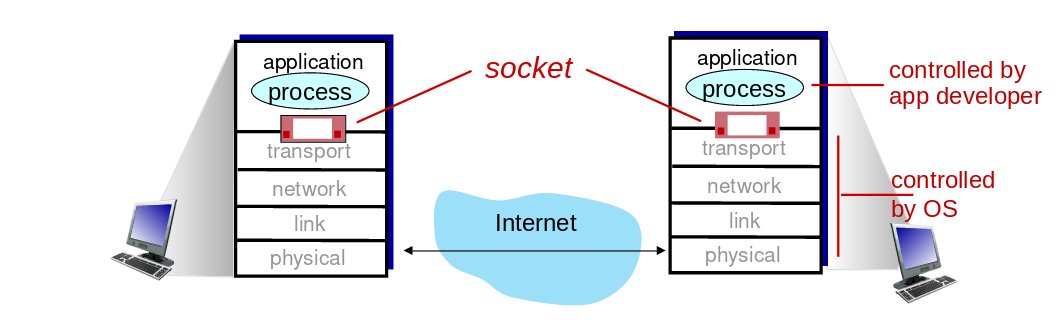 application
process
transport
network
link
physical
socket
Internet
application
process
transport
network
link
physical
controlled by
app developer
controlled
by OS